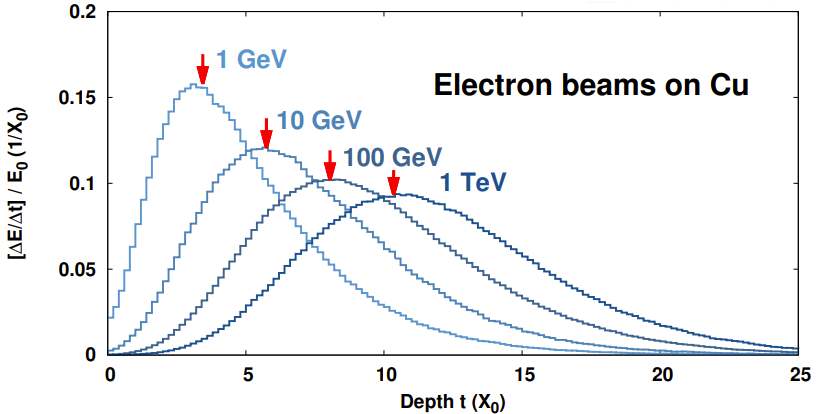 0.2
0.15
0.1
0.05
0
[ΔE/Δt] / E₀ (1/X₀)
1 GeV
10 GeV
100 GeV
1 TeV
Electron beams on Cu
0 5 10 15 20 25
Depth t (X₀)